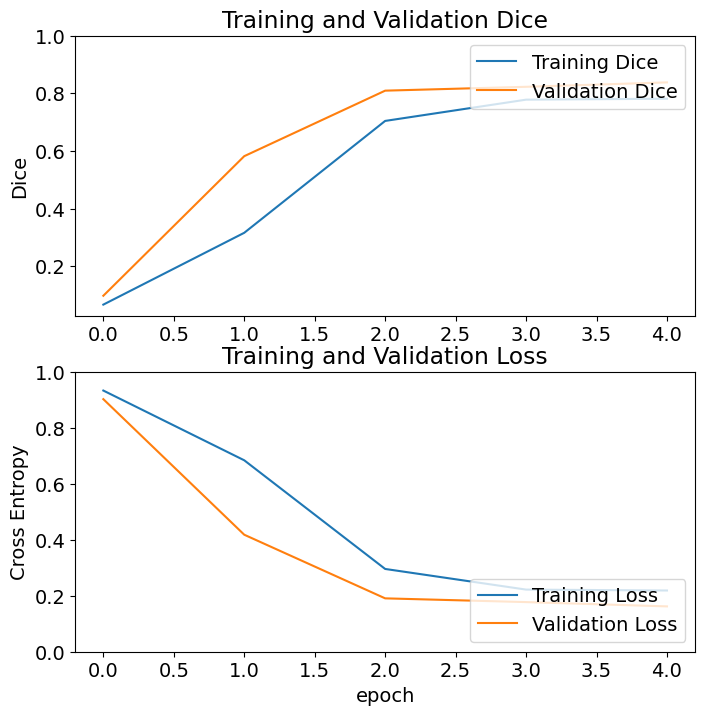 Training and Validation Dice
1.0
0.8
0.6
0.4
0.2
Dice
Training Dice
Validation Dice
0.0 0.5 1.0 1.5 2.0 2.5 3.0 3.5 4.0
Training and Validation Loss
1.0
0.8
0.6
0.4
0.2
0.0
Cross Entropy
Training Loss
Validation Loss
0.0 0.5 1.0 1.5 2.0 2.5 3.0 3.5 4.0
epoch